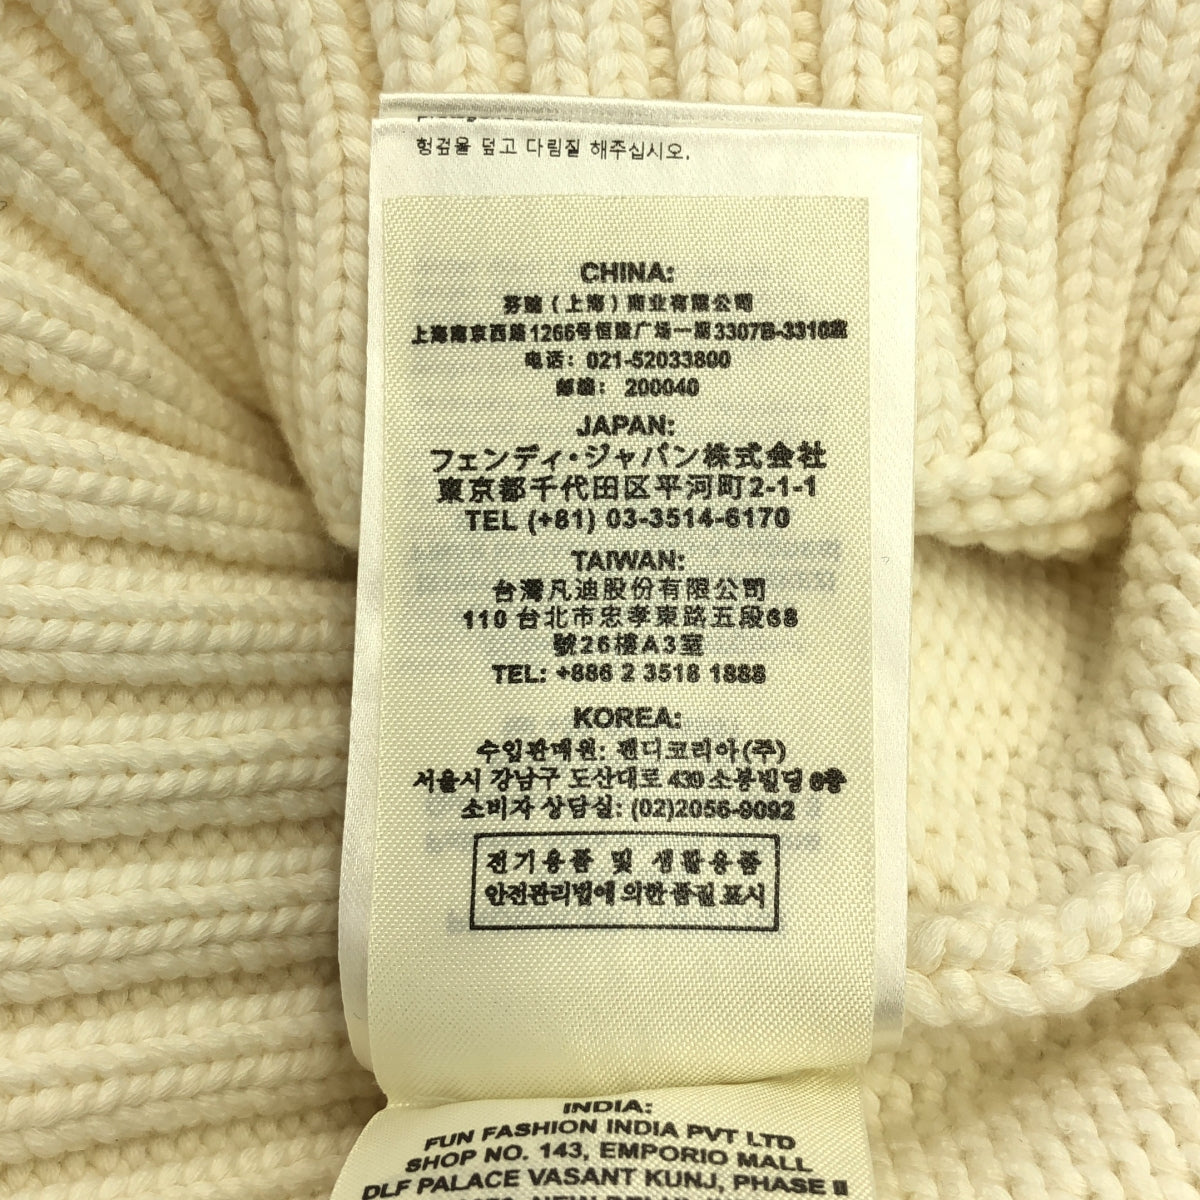 헝겊을 덮고 다림질 해주십시오.
CHINA:
芬迪（上海）商业有限公司
上海南京西路1266号恒隆广场一期3307B-3310室
电话： 021-52033800
邮编： 200040
JAPAN:
フェンディ・ジャパン株式会社
東京都千代田区平河町2-1-1
TEL (+81) 03-3514-6170
TAIWAN:
台灣凡迪股份有限公司
110 台北市忠孝東路五段68
號26樓A3室
TEL: +886 2 3518 1888
KOREA:
수입판매원: 펜디코리아(주)
서울시 강남구 도산대로 430 소봉빌딩 6층
소비자 상담실: (02)2056-9092
전기용품 및 생활용품
안전관리법에 의한 품질 표시
INDIA:
FUN FASHION INDIA PVT LTD
SHOP NO. 143, EMPORIO MALL
DLF PALACE VASANT KUNJ, PHASE II